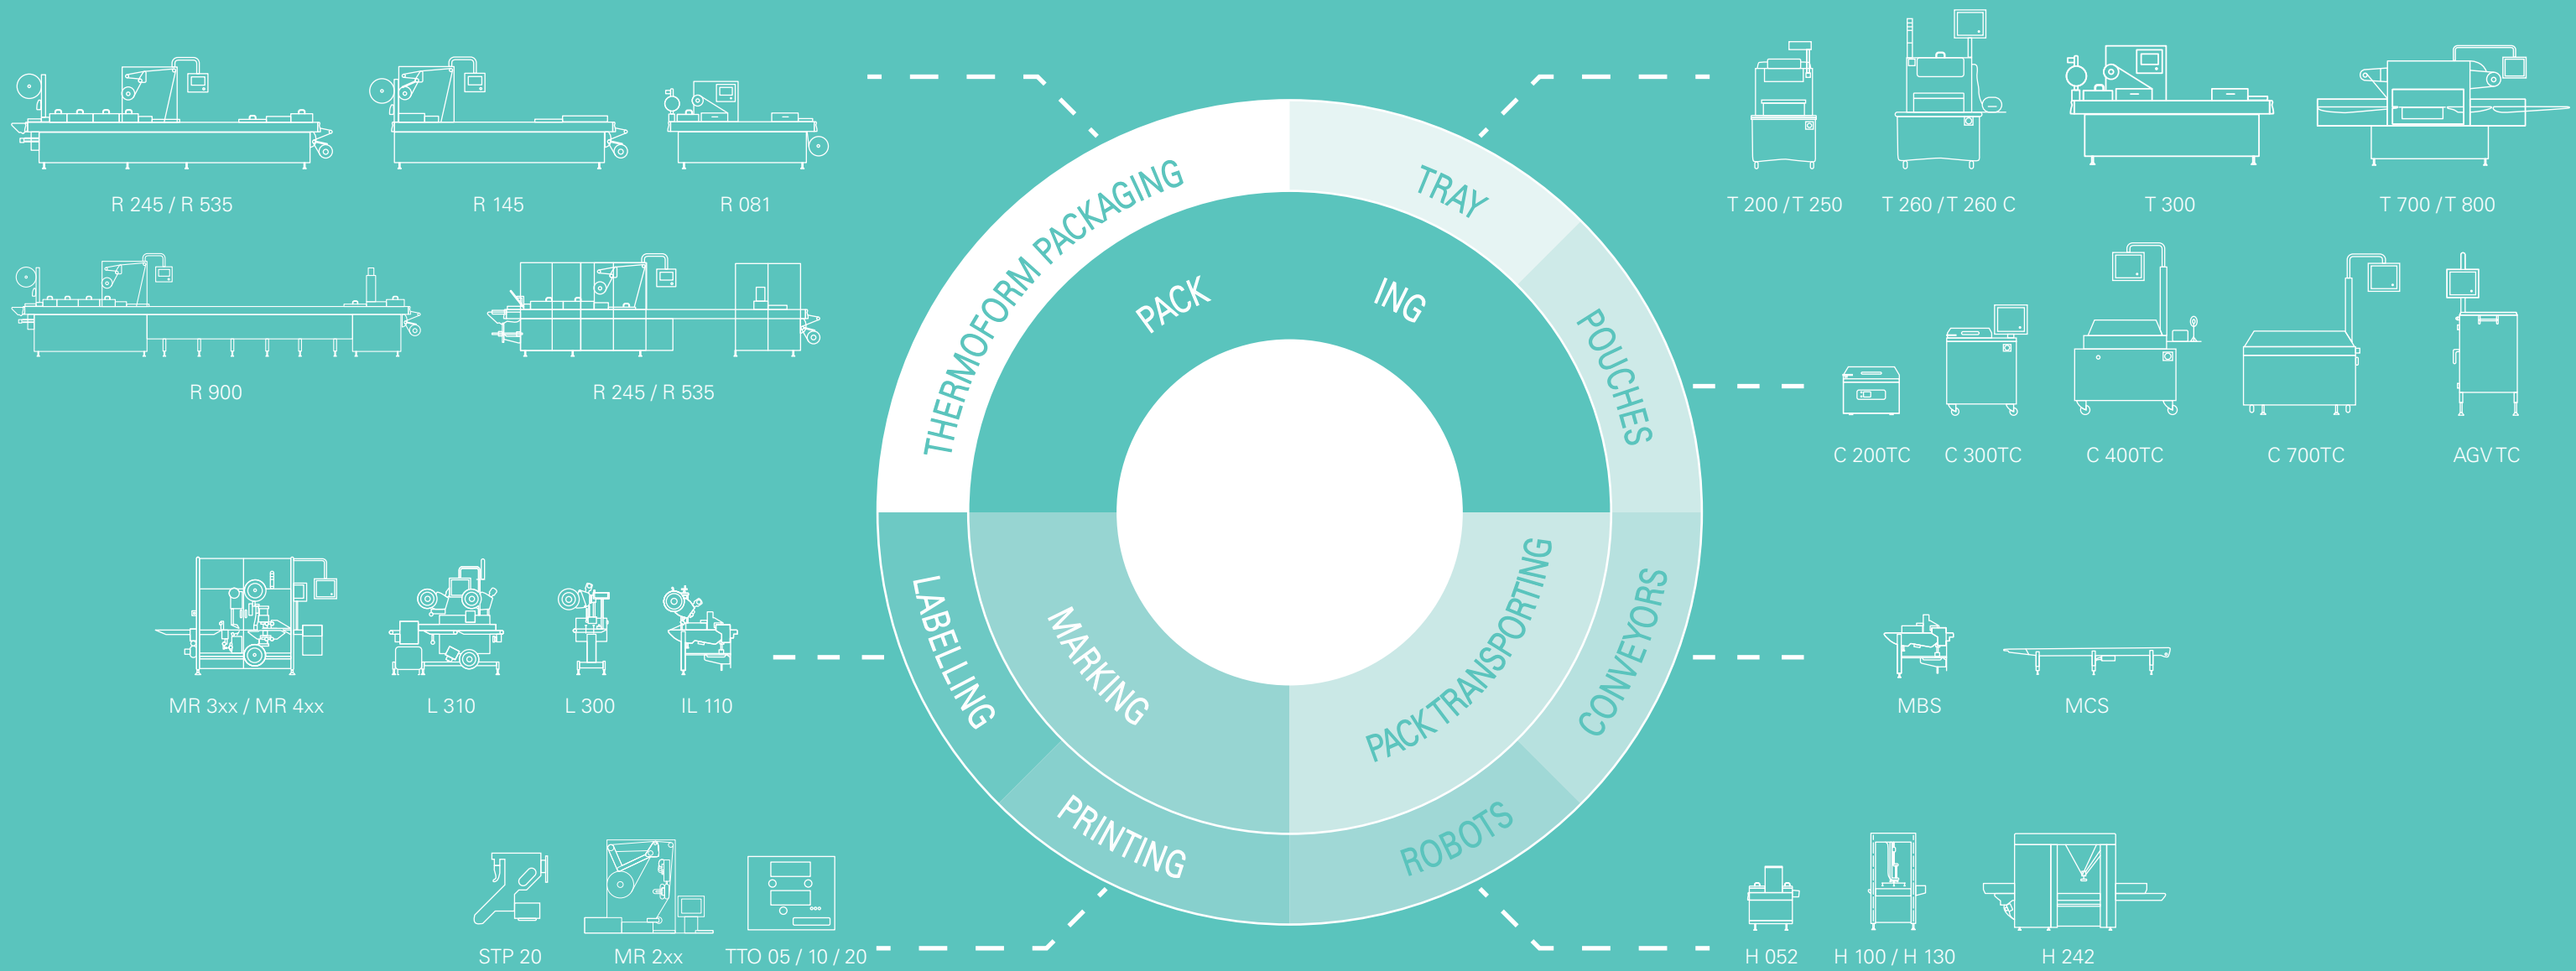 R 245 / R 535
R 145
R 081
R 900
R 245 / R 535
T 200 / T 250
T 260 / T 260 C
T 300
T 700 / T 800
C 200TC
C 300TC
C 400TC
C 700TC
AGV TC
THERMOFORM PACKAGING
TRAY
POUCHES
PACK
ING
MARKING
PACK TRANSPORTING
LABELLING
PRINTING
CONVEYORS
ROBOTS
MR 3xx / MR 4xx
L 310
L 300
IL 110
MBS
MCS
STP 20
MR 2xx
TTO 05 / 10 / 20
H 052
H 100 / H 130
H 242